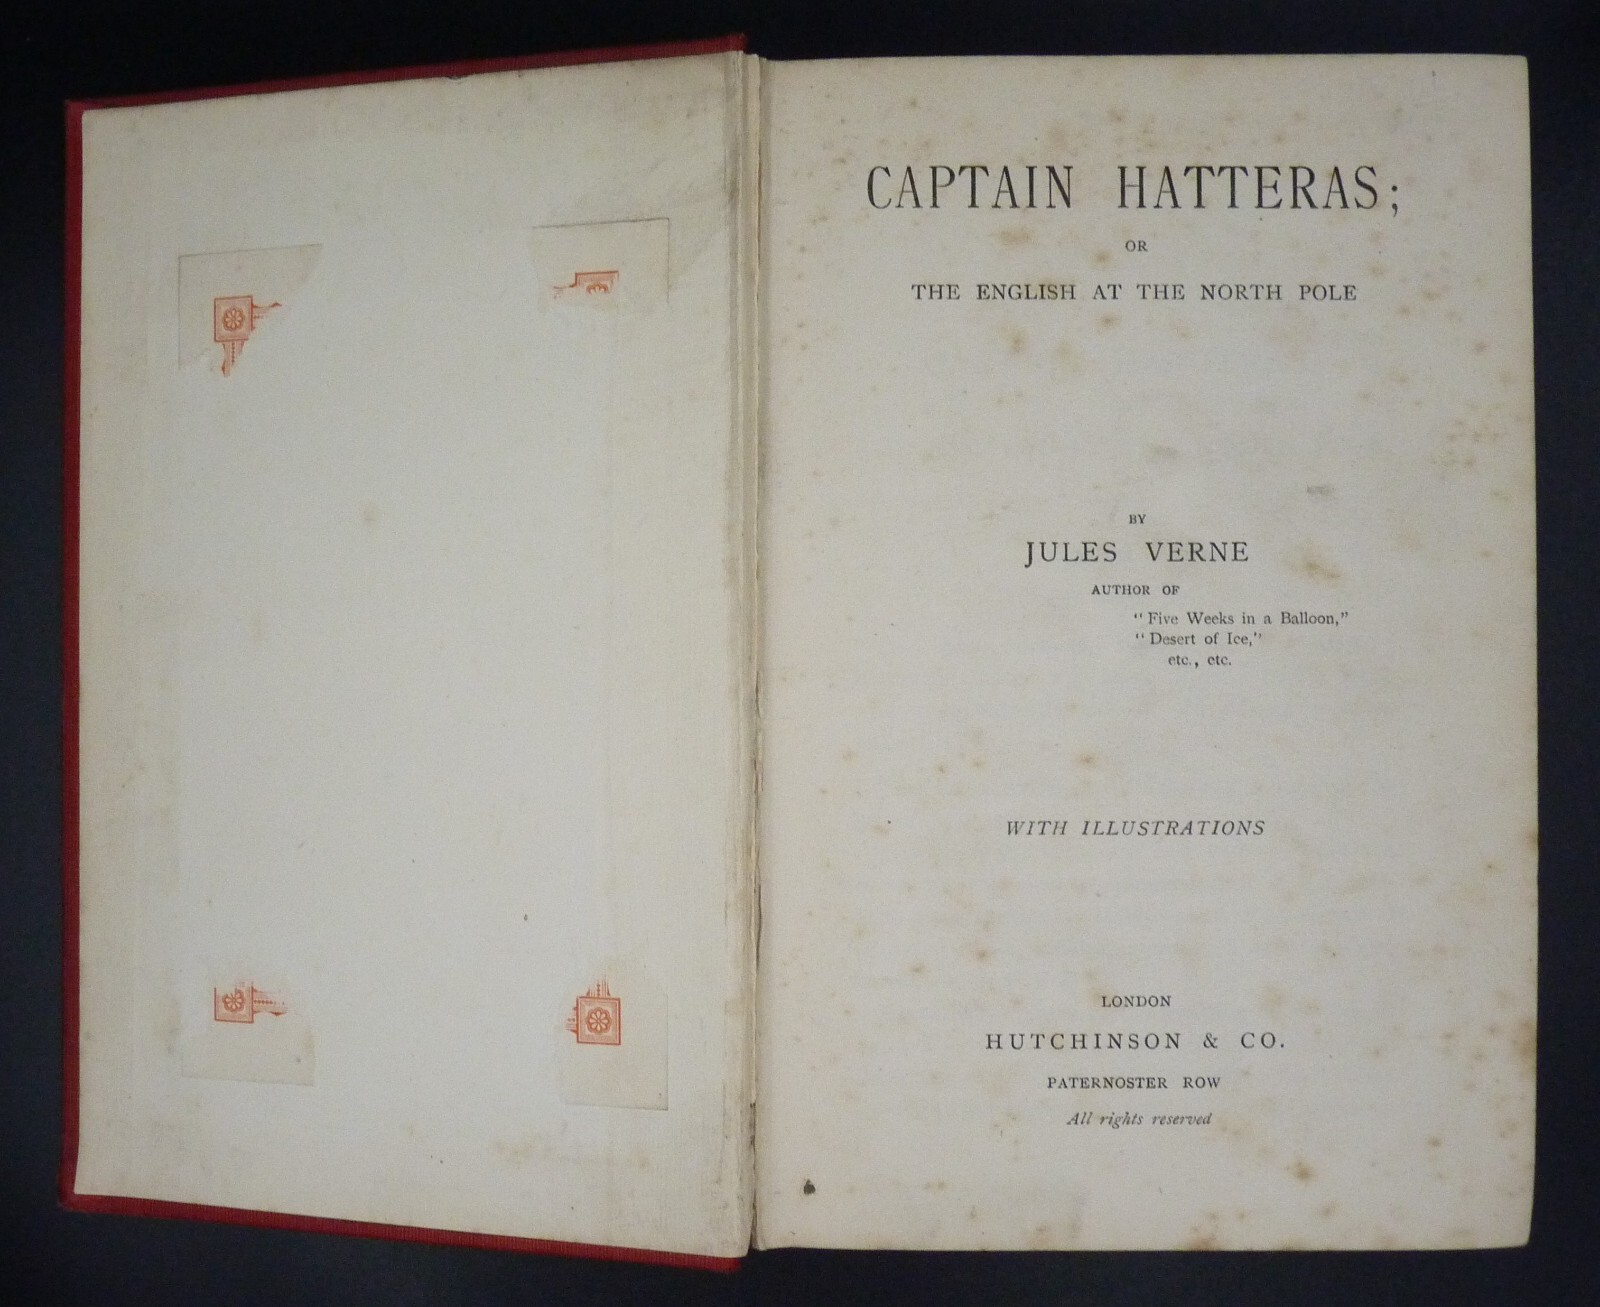 CAPTAIN HATTERAS;
OR
THE ENGLISH AT THE NORTH POLE
BY
JULES VERNE
AUTHOR OF
"Five Weeks in a Balloon,"
"Desert of Ice,"
etc., etc.
WITH ILLUSTRATIONS
LONDON
HUTCHINSON & CO.
PATERNOSTER ROW
All rights reserved